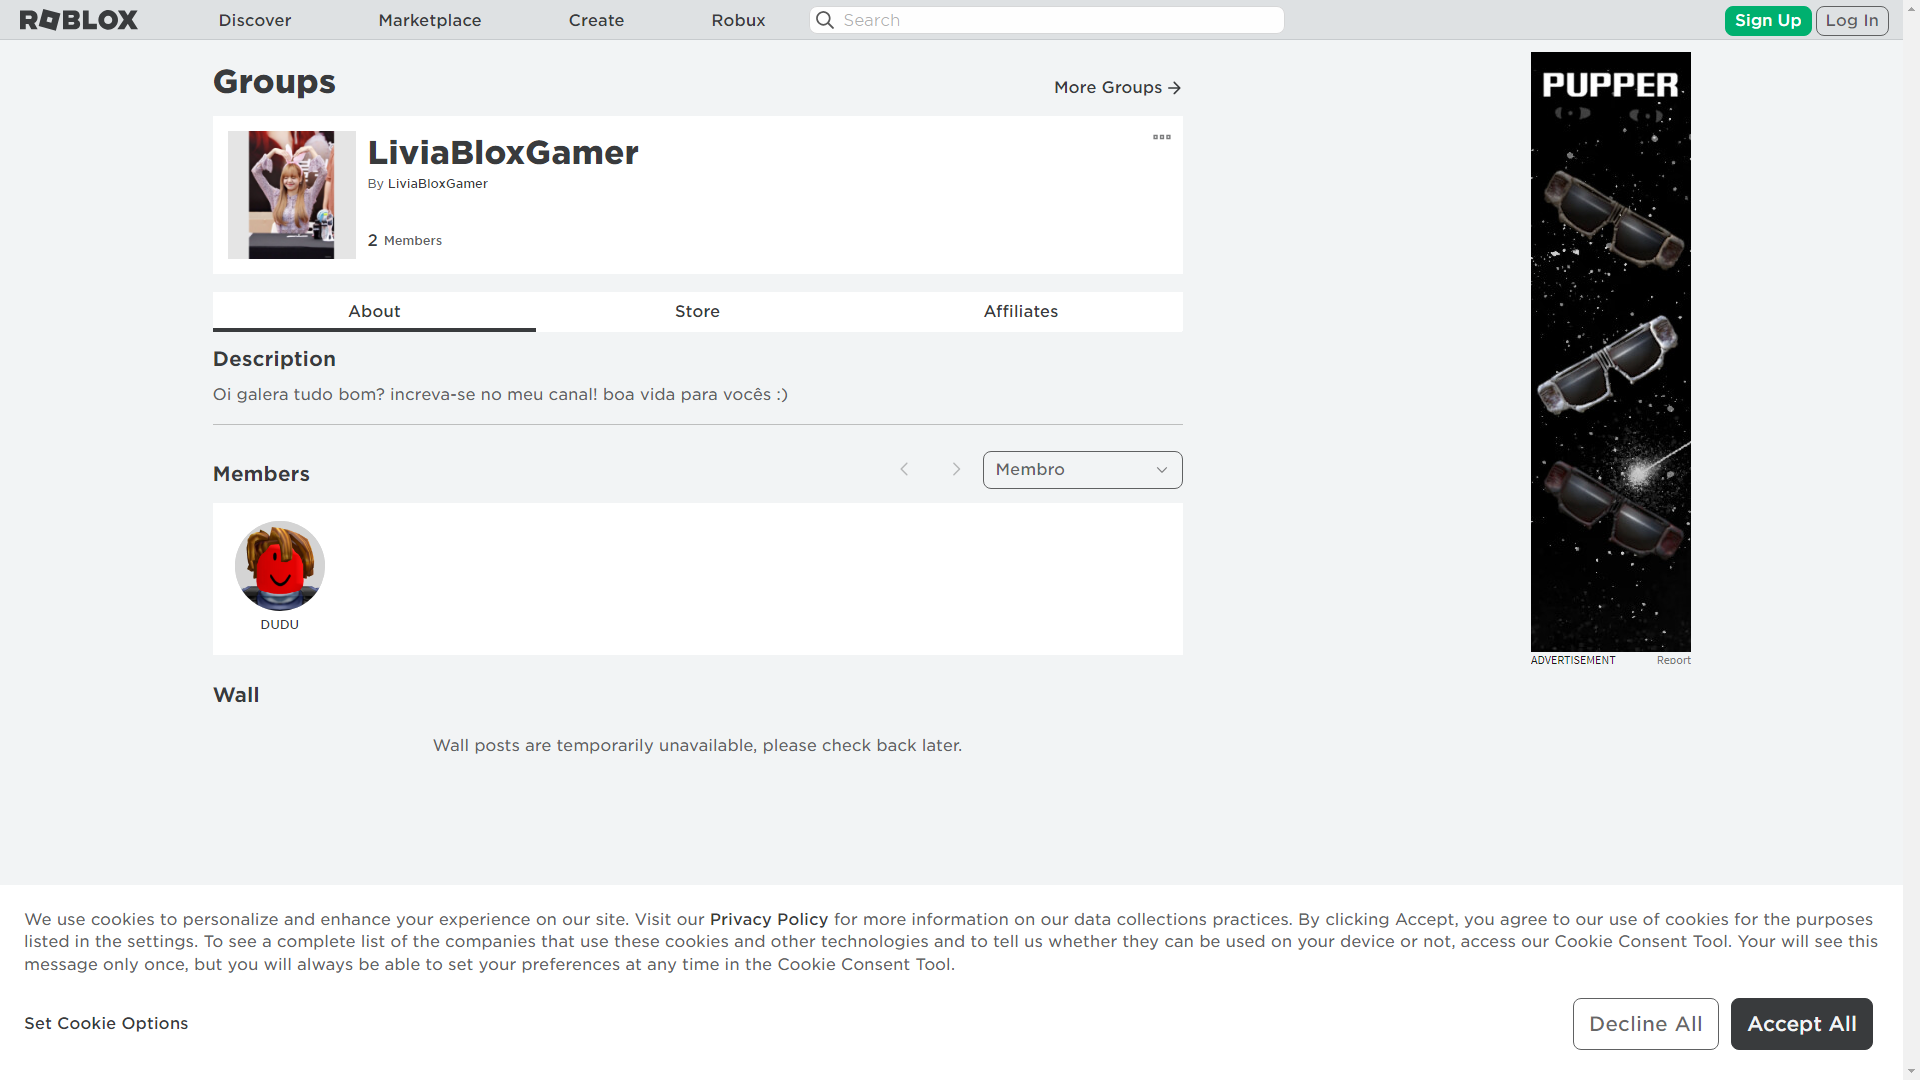 ROBLOX
Discover
Marketplace
Create
Robux
Search
Sign Up
Log In
Groups
More Groups
LiviaBloxGamer
By LiviaBloxGamer
2 Members
About
Store
Affiliates
Description
Oi galera tudo bom? increva-se no meu canal! boa vida para vocês :)
Members
Membro
DUDU
Wall
Wall posts are temporarily unavailable, please check back later.
PUPPER
ADVERTISEMENT
Report
We use cookies to personalize and enhance your experience on our site. Visit our Privacy Policy for more information on our data collections practices. By clicking Accept, you agree to our use of cookies for the purposes
listed in the settings. To see a complete list of the companies that use these cookies and other technologies and to tell us whether they can be used on your device or not, access our Cookie Consent Tool. Your will see this
message only once, but you will always be able to set your preferences at any time in the Cookie Consent Tool.
Set Cookie Options
Decline All
Accept All